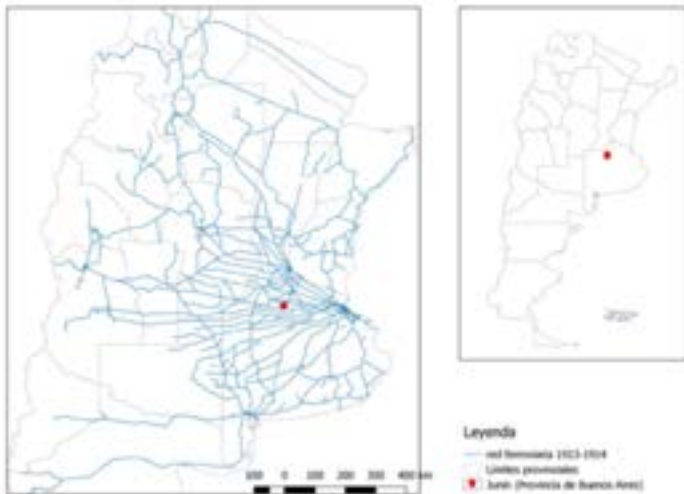 100 0 100 200 300 400 km
Leyenda
red ferroviaria 1913-1914
Límites provinciales
Junín (Provincia de Buenos Aires)